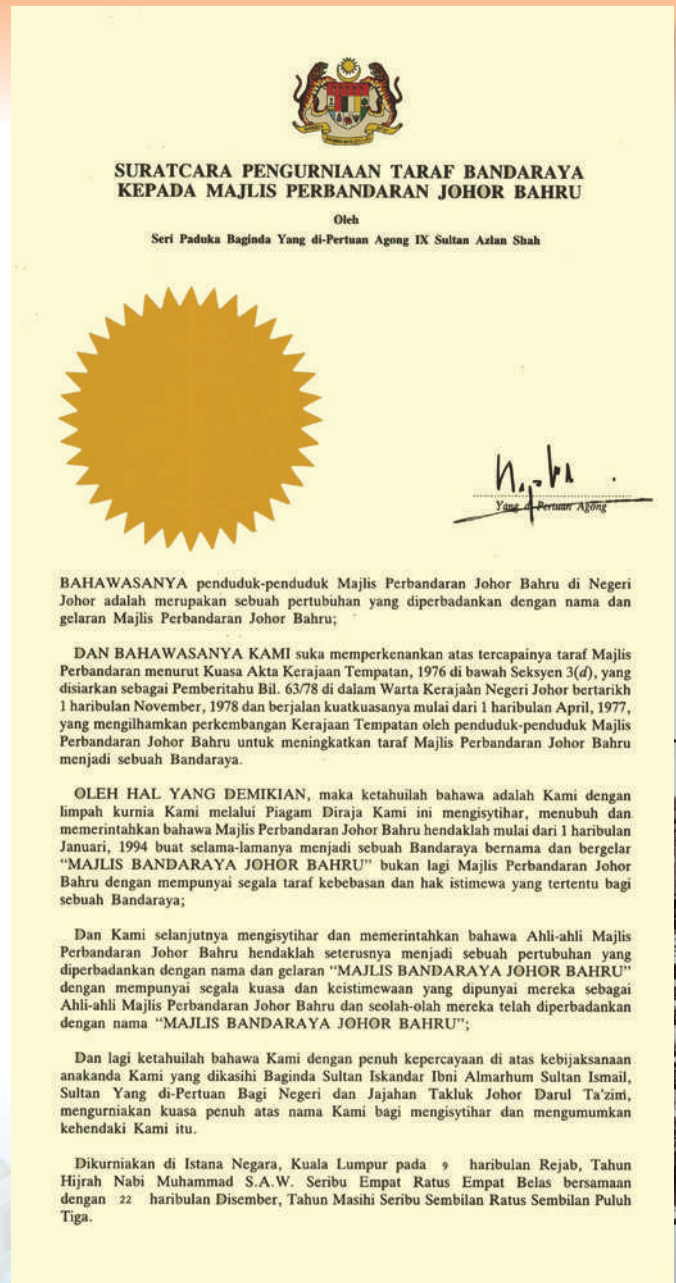 SURATCARA PENGURNIAAN TARAF BANDARAYA
KEPADA MAJLIS PERBANDARAN JOHOR BAHRU
Oleh
Seri Paduka Baginda Yang di-Pertuan Agong IX Sultan Azlan Shah
Yang di-Pertuan Agong
BAHAWASANYA penduduk-penduduk Majlis Perbandaran Johor Bahru di Negeri
Johor adalah merupakan sebuah pertubuhan yang diperbadankan dengan nama dan
gelaran Majlis Perbandaran Johor Bahru;
DAN BAHAWASANYA KAMI suka memperkenankan atas tercapainya taraf Majlis
Perbandaran menurut Kuasa Akta Kerajaan Tempatan, 1976 di bawah Seksyen 3(d), yang
disiarkan sebagai Pemberitahu Bil. 63/78 di dalam Warta Kerajaàn Negeri Johor bertarikh
1 haribulan November, 1978 dan berjalan kuatkuasanya mulai dari 1 haribulan April, 1977,
yang mengilhamkan perkembangan Kerajaan Tempatan oleh penduduk-penduduk Majlis
Perbandaran Johor Bahru untuk meningkatkan taraf Majlis Perbandaran Johor Bahru
menjadi sebuah Bandaraya.
OLEH HAL YANG DEMIKIAN, maka ketahuilah bahawa adalah Kami dengan
limpah kurnia Kami melalui Piagam Diraja Kami ini mengisytihar, menubuh dan
memerintahkan bahawa Majlis Perbandaran Johor Bahru hendaklah mulai dari 1 haribulan
Januari, 1994 buat selama-lamanya menjadi sebuah Bandaraya bernama dan bergelar
“MAJLIS BANDARAYA JOHOR BAHRU” bukan lagi Majlis Perbandaran Johor
Bahru dengan mempunyai segala taraf kebebasan dan hak istimewa yang tertentu bagi
sebuah Bandaraya;
Dan Kami selanjutnya mengisytihar dan memerintahkan bahawa Ahli-ahli Majlis
Perbandaran Johor Bahru hendaklah seterusnya menjadi sebuah pertubuhan yang
diperbadankan dengan nama dan gelaran “MAJLIS BANDARAYA JOHOR BAHRU”
dengan mempunyai segala kuasa dan keistimewaan yang dipunyai mereka sebagai
Ahli-ahli Majlis Perbandaran Johor Bahru dan seolah-olah mereka telah diperbadankan
dengan nama “MAJLIS BANDARAYA JOHOR BAHRU”;
Dan lagi ketahuilah bahawa Kami dengan penuh kepercayaan di atas kebijaksanaan
anakanda Kami yang dikasihi Baginda Sultan Iskandar Ibni Almarhum Sultan Ismail,
Sultan Yang di-Pertuan Bagi Negeri dan Jajahan Takluk Johor Darul Ta'zim,
mengurniakan kuasa penuh atas nama Kami bagi mengisytihar dan mengumumkan
kehendaki Kami itu.
Dikurniakan di Istana Negara, Kuala Lumpur pada 9 haribulan Rejab, Tahun
Hijrah Nabi Muhammad S.A.W. Seribu Empat Ratus Empat Belas bersamaan
dengan 22 haribulan Disember, Tahun Masihi Seribu Sembilan Ratus Sembilan Puluh
Tiga.